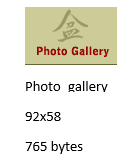 Photo Gallery
Photo gallery
92x58
765 bytes